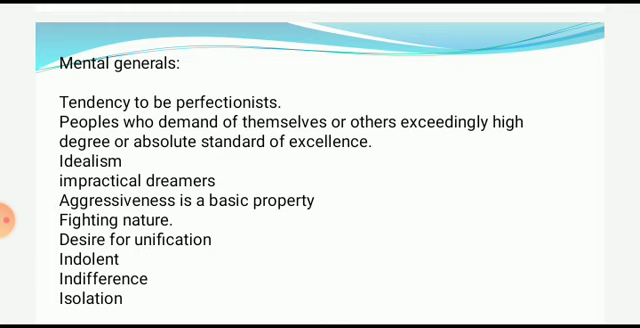 Mental generals:
Tendency to be perfectionists.
Peoples who demand of themselves or others exceedingly high
degree or absolute standard of excellence.
Idealism
impractical dreamers
Aggressiveness is a basic property
Fighting nature.
Desire for unification
Indolent
Indifference
Isolation